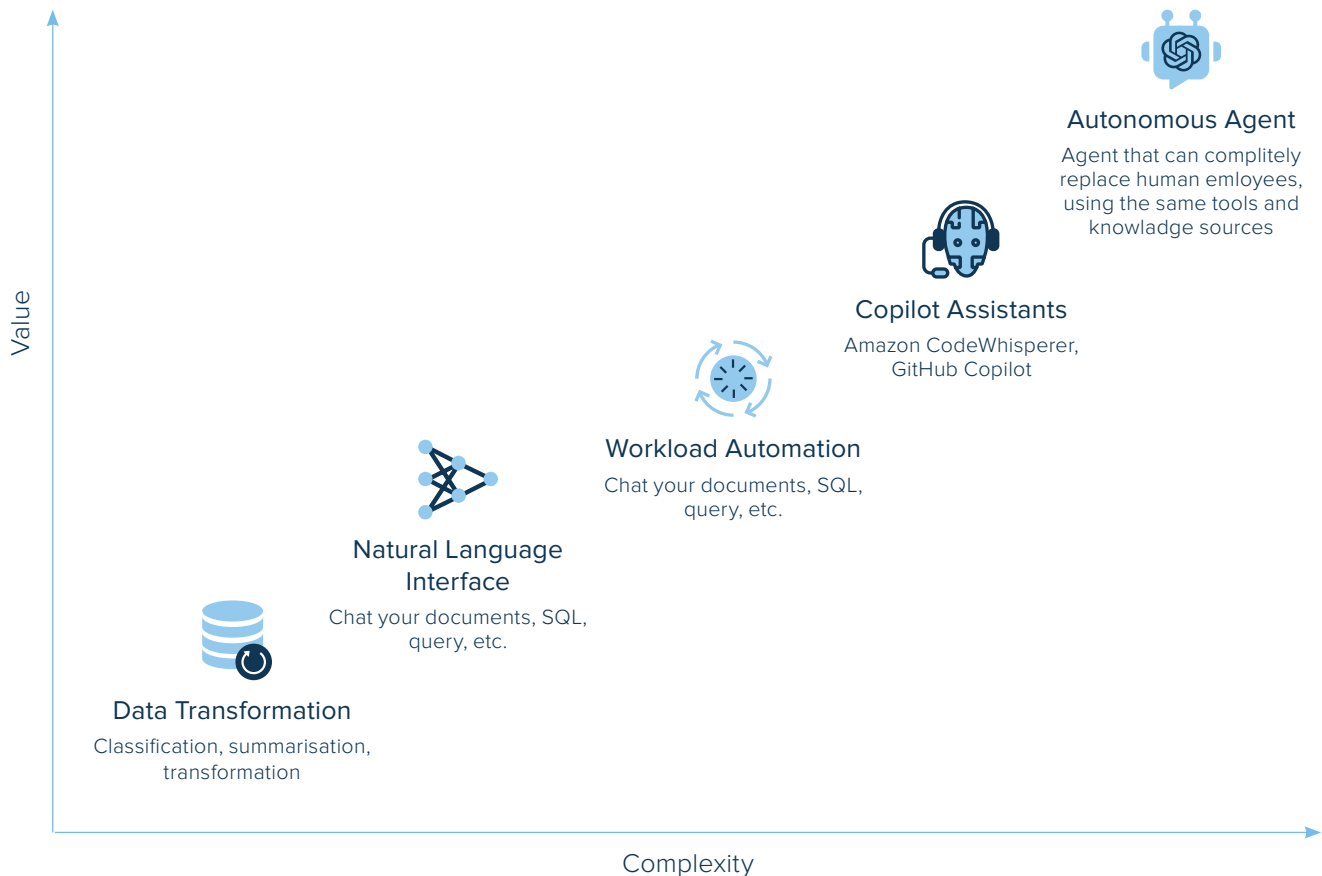 Autonomous Agent
Agent that can complitely
replace human emloyees,
using the same tools and
knowladge sources
Copilot Assistants
Amazon CodeWhisperer,
GitHub Copilot
Workload Automation
Chat your documents, SQL,
query, etc.
Natural Language
Interface
Chat your documents, SQL,
query, etc.
Data Transformation
Classification, summarisation,
transformation
Value
Complexity